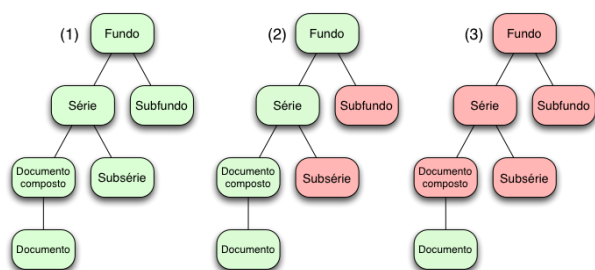 (1)
Fundo
Série
Subfundo
Documento
composto
Subsérie
Documento
(2)
Fundo
Série
Subfundo
Documento
composto
Subsérie
Documento
(3)
Fundo
Série
Subfundo
Documento
composto
Subsérie
Documento